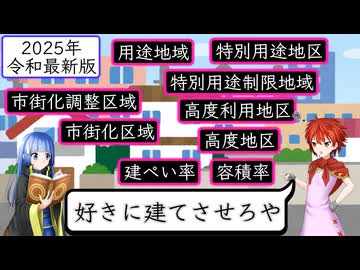 2025年
令和最新版
用途地域
特別用途地区
特別用途制限地域
市街化調整区域
高度利用地区
市街化区域
高度地区
建ぺい率
容積率
好きに建てさせろや